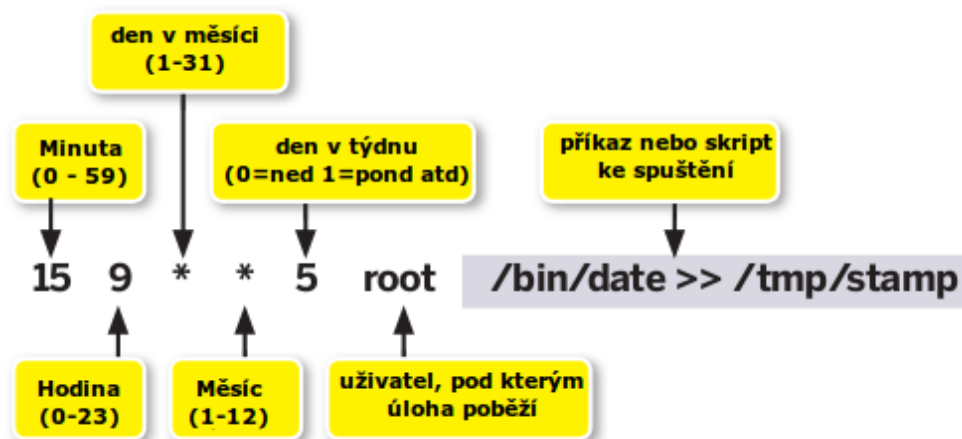 den v měsíci
(1-31)
Minuta
(0 - 59)
den v týdnu
(0=ned 1=pond atd)
příkaz nebo skript
ke spuštění
15 9 * * 5 root /bin/date >> /tmp/stamp
Hodina
(0-23)
Měsíc
(1-12)
uživatel, pod kterým
úloha poběží